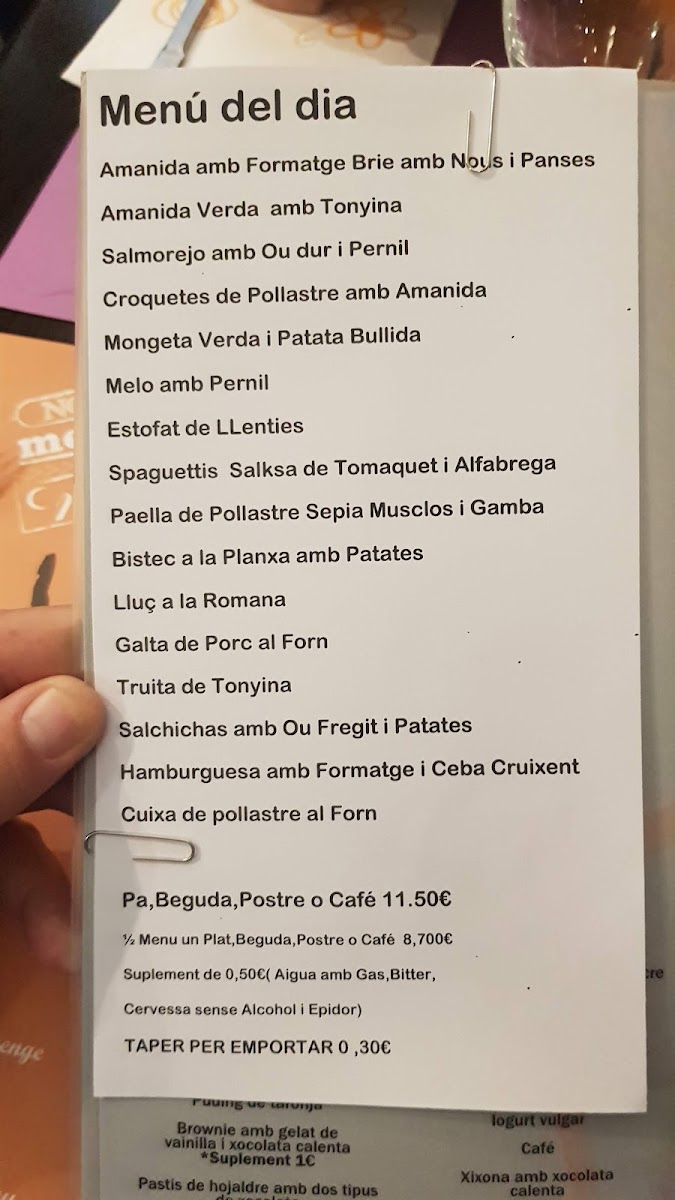 Menú del dia
Amanida amb Formatge Brie amb Nous i Panses
Amanida Verda amb Tonyina
Salmorejo amb Ou dur i Pernil
Croquetes de Pollastre amb Amanida
Mongeta Verda i Patata Bullida
Melo amb Pernil
Estofat de LLenties
Spaguettis Salksa de Tomaquet i Alfabrega
Paella de Pollastre Sepia Musclos i Gamba
Bistec a la Planxa amb Patates
Lluç a la Romana
Galta de Porc al Forn
Truita de Tonyina
Salchichas amb Ou Fregit i Patates
Hamburguesa amb Formatge i Ceba Cruixent
Cuixa de pollastre al Forn
Pa,Beguda,Postre o Café 11.50€
½ Menu un Plat,Beguda,Postre o Café 8,700€
Suplement de 0,50€( Aigua amb Gas,Bitter,
Cervessa sense Alcohol i Epidor)
TAPER PER EMPORTAR 0 ,30€
Brownie amb gelat de
vainilla i xocolata calenta
*Suplement 1€
Pastis de hojaldre amb dos tipus
Iogurt vulgar
Café
Xixona amb xocolata
calenta